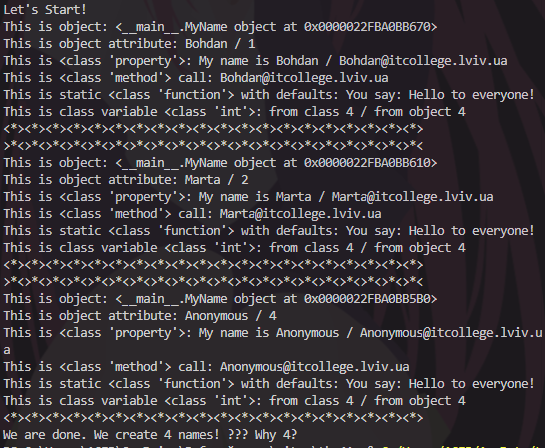 Let's Start!
This is object: <__main__.MyName object at 0x0000022FBA0BB670>
This is object attribute: Bohdan / 1
This is <class 'property'>: My name is Bohdan / Bohdan@itcollege.lviv.ua
This is <class 'method'> call: Bohdan@itcollege.lviv.ua
This is static <class 'function'> with defaults: You say: Hello to everyone!
This is class variable <class 'int'>: from class 4 / from object 4
<*><*><*><*><*><*><*><*><*><*><*><*><*><*><*><*><*><*><*><*>
>*<>*<>*<>*<>*<>*<>*<>*<>*<>*<>*<>*<>*<>*<>*<>*<>*<>*<>*<>*<
This is object: <__main__.MyName object at 0x0000022FBA0BB610>
This is object attribute: Marta / 2
This is <class 'property'>: My name is Marta / Marta@itcollege.lviv.ua
This is <class 'method'> call: Marta@itcollege.lviv.ua
This is static <class 'function'> with defaults: You say: Hello to everyone!
This is class variable <class 'int'>: from class 4 / from object 4
<*><*><*><*><*><*><*><*><*><*><*><*><*><*><*><*><*><*><*><*>
>*<>*<>*<>*<>*<>*<>*<>*<>*<>*<>*<>*<>*<>*<>*<>*<>*<>*<>*<>*<
This is object: <__main__.MyName object at 0x0000022FBA0BB5B0>
This is object attribute: Anonymous / 4
This is <class 'property'>: My name is Anonymous / Anonymous@itcollege.lviv.u
a
This is <class 'method'> call: Anonymous@itcollege.lviv.ua
This is static <class 'function'> with defaults: You say: Hello to everyone!
This is class variable <class 'int'>: from class 4 / from object 4
<*><*><*><*><*><*><*><*><*><*><*><*><*><*><*><*><*><*><*><*>
We are done. We create 4 names! ??? Why 4?